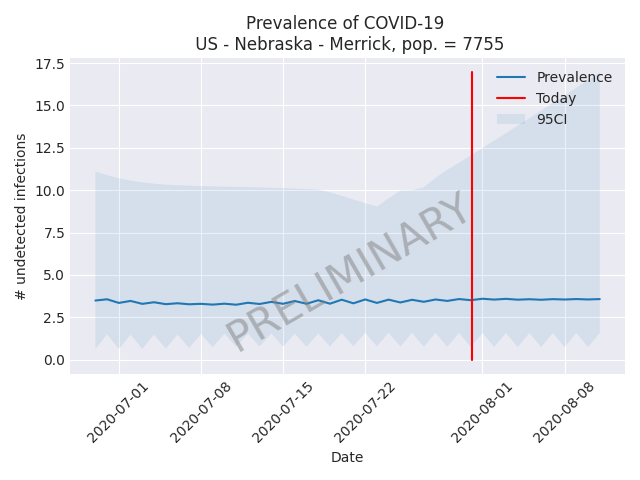 Prevalence of COVID-19
US - Nebraska - Merrick, pop. = 7755
17.5
15.0
12.5
10.0
7.5
5.0
2.5
0.0
# undetected infections
Prevalence
Today
95CI
PRELIMINARY
2020-07-01
2020-07-08
2020-07-15
2020-07-22
2020-08-01
2020-08-08
Date